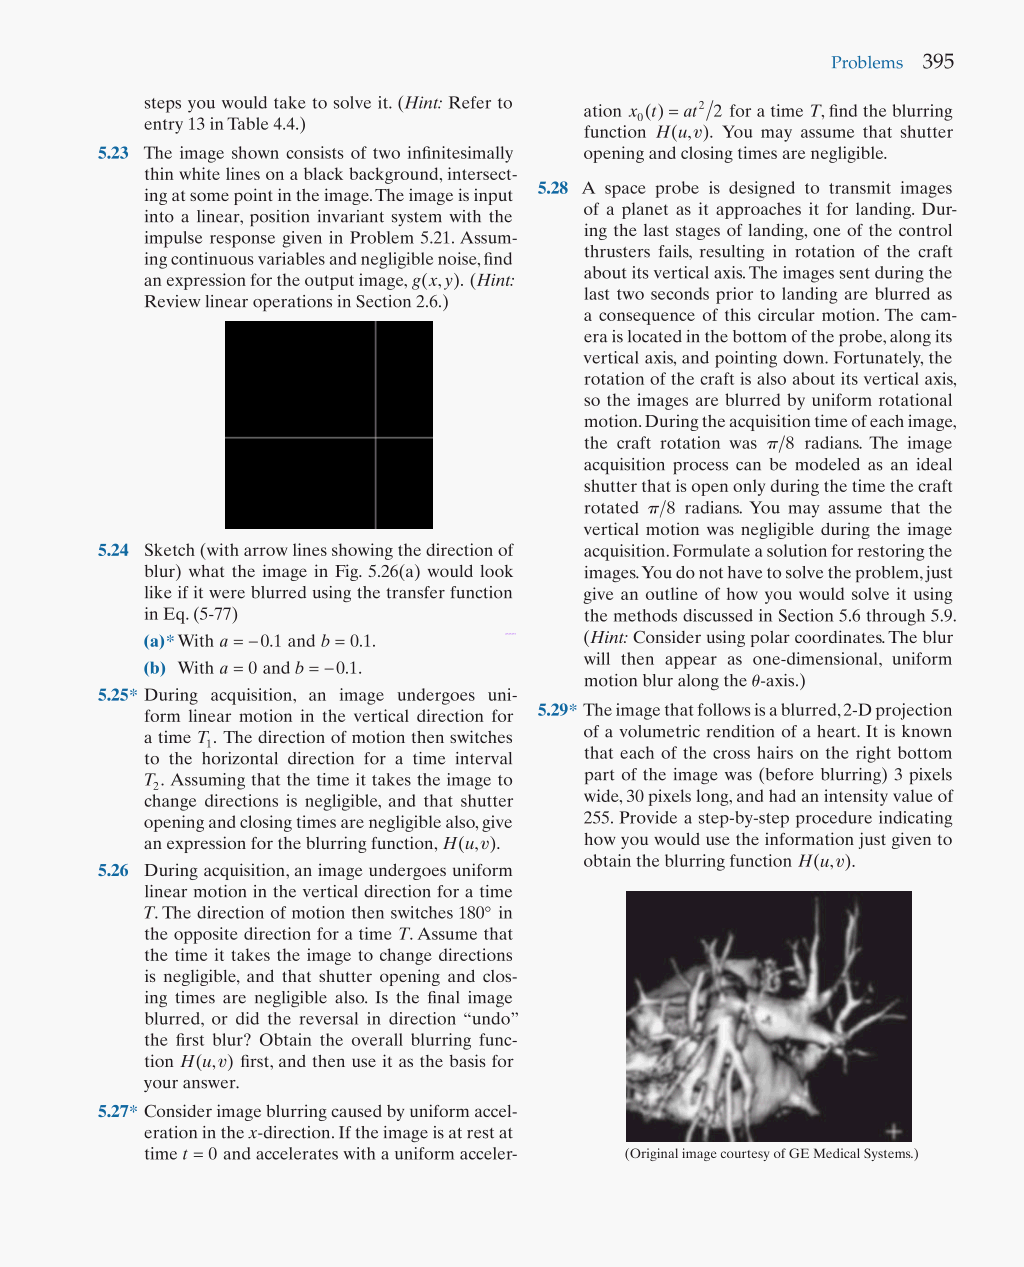 Problems 395
steps you would take to solve it. (Hint: Refer to
entry 13 in Table 4.4.)
5.23 The image shown consists of two infinitesimally
thin white lines on a black background, intersect-
ing at some point in the image. The image is input
into a linear, position invariant system with the
impulse response given in Problem 5.21. Assum-
ing continuous variables and negligible noise, find
an expression for the output image, g(x, y). (Hint:
Review linear operations in Section 2.6.)
5.24 Sketch (with arrow lines showing the direction of
blur) what the image in Fig. 5.26(a) would look
like if it were blurred using the transfer function
in Eq. (5-77)
(a)* With a = −0.1 and b = 0.1.
(b) With a = 0 and b = −0.1.
5.25* During acquisition, an image undergoes uni-
form linear motion in the vertical direction for
a time T₁. The direction of motion then switches
to the horizontal direction for a time interval
T₂. Assuming that the time it takes the image to
change directions is negligible, and that shutter
opening and closing times are negligible also, give
an expression for the blurring function, H(u,v).
5.26 During acquisition, an image undergoes uniform
linear motion in the vertical direction for a time
T. The direction of motion then switches 180° in
the opposite direction for a time T. Assume that
the time it takes the image to change directions
is negligible, and that shutter opening and clos-
ing times are negligible also. Is the final image
blurred, or did the reversal in direction “undo”
the first blur? Obtain the overall blurring func-
tion H(u,v) first, and then use it as the basis for
your answer.
5.27* Consider image blurring caused by uniform accel-
eration in the x-direction. If the image is at rest at
time t = 0 and accelerates with a uniform acceler-
ation x₀(t) = at²/2 for a time T, find the blurring
function H(u,v). You may assume that shutter
opening and closing times are negligible.
5.28 A space probe is designed to transmit images
of a planet as it approaches it for landing. Dur-
ing the last stages of landing, one of the control
thrusters fails, resulting in rotation of the craft
about its vertical axis. The images sent during the
last two seconds prior to landing are blurred as
a consequence of this circular motion. The cam-
era is located in the bottom of the probe, along its
vertical axis, and pointing down. Fortunately, the
rotation of the craft is also about its vertical axis,
so the images are blurred by uniform rotational
motion. During the acquisition time of each image,
the craft rotation was π/8 radians. The image
acquisition process can be modeled as an ideal
shutter that is open only during the time the craft
rotated π/8 radians. You may assume that the
vertical motion was negligible during the image
acquisition. Formulate a solution for restoring the
images. You do not have to solve the problem, just
give an outline of how you would solve it using
the methods discussed in Section 5.6 through 5.9.
(Hint: Consider using polar coordinates. The blur
will then appear as one-dimensional, uniform
motion blur along the θ-axis.)
5.29* The image that follows is a blurred, 2-D projection
of a volumetric rendition of a heart. It is known
that each of the cross hairs on the right bottom
part of the image was (before blurring) 3 pixels
wide, 30 pixels long, and had an intensity value of
255. Provide a step-by-step procedure indicating
how you would use the information just given to
obtain the blurring function H(u,v).
(Original image courtesy of GE Medical Systems.)